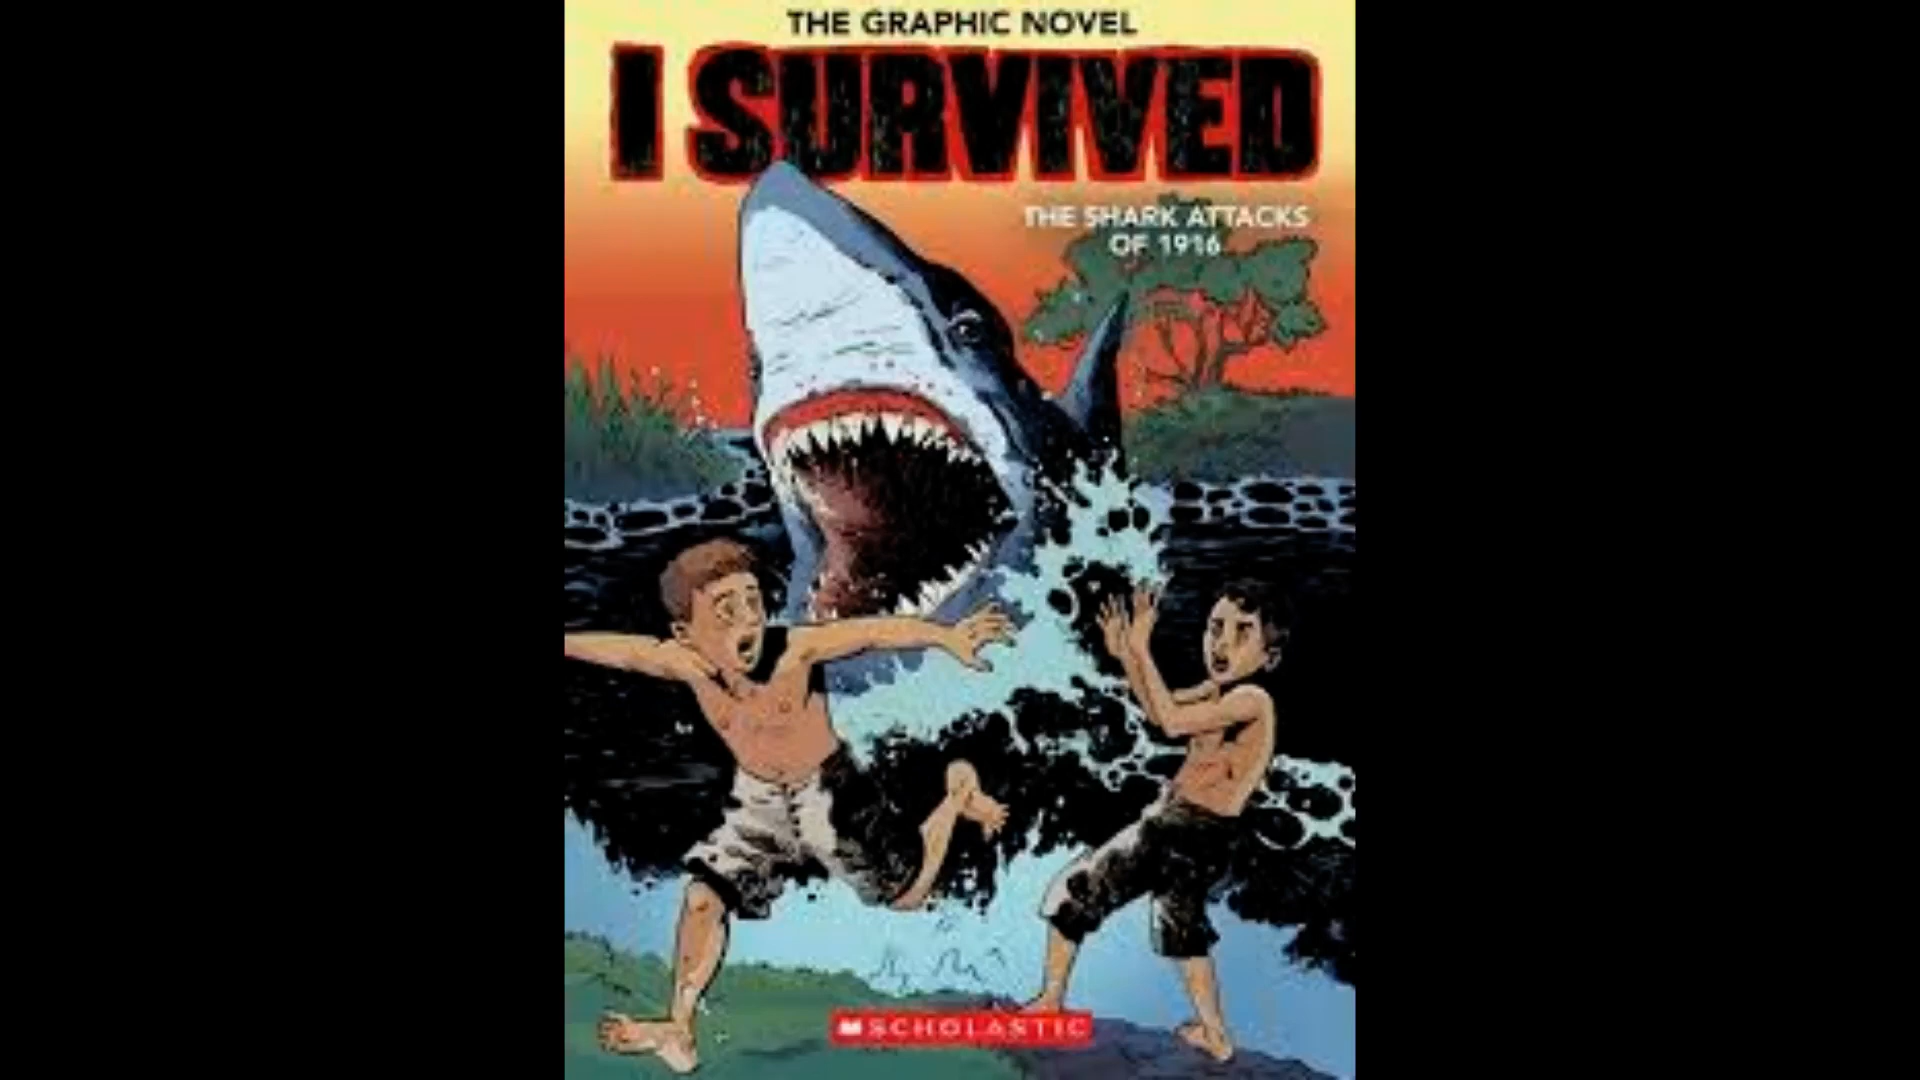 THE GRAPHIC NOVEL
I SURVIVED
THE SHARK ATTACKS
OF 1916
SCHOLASTIC